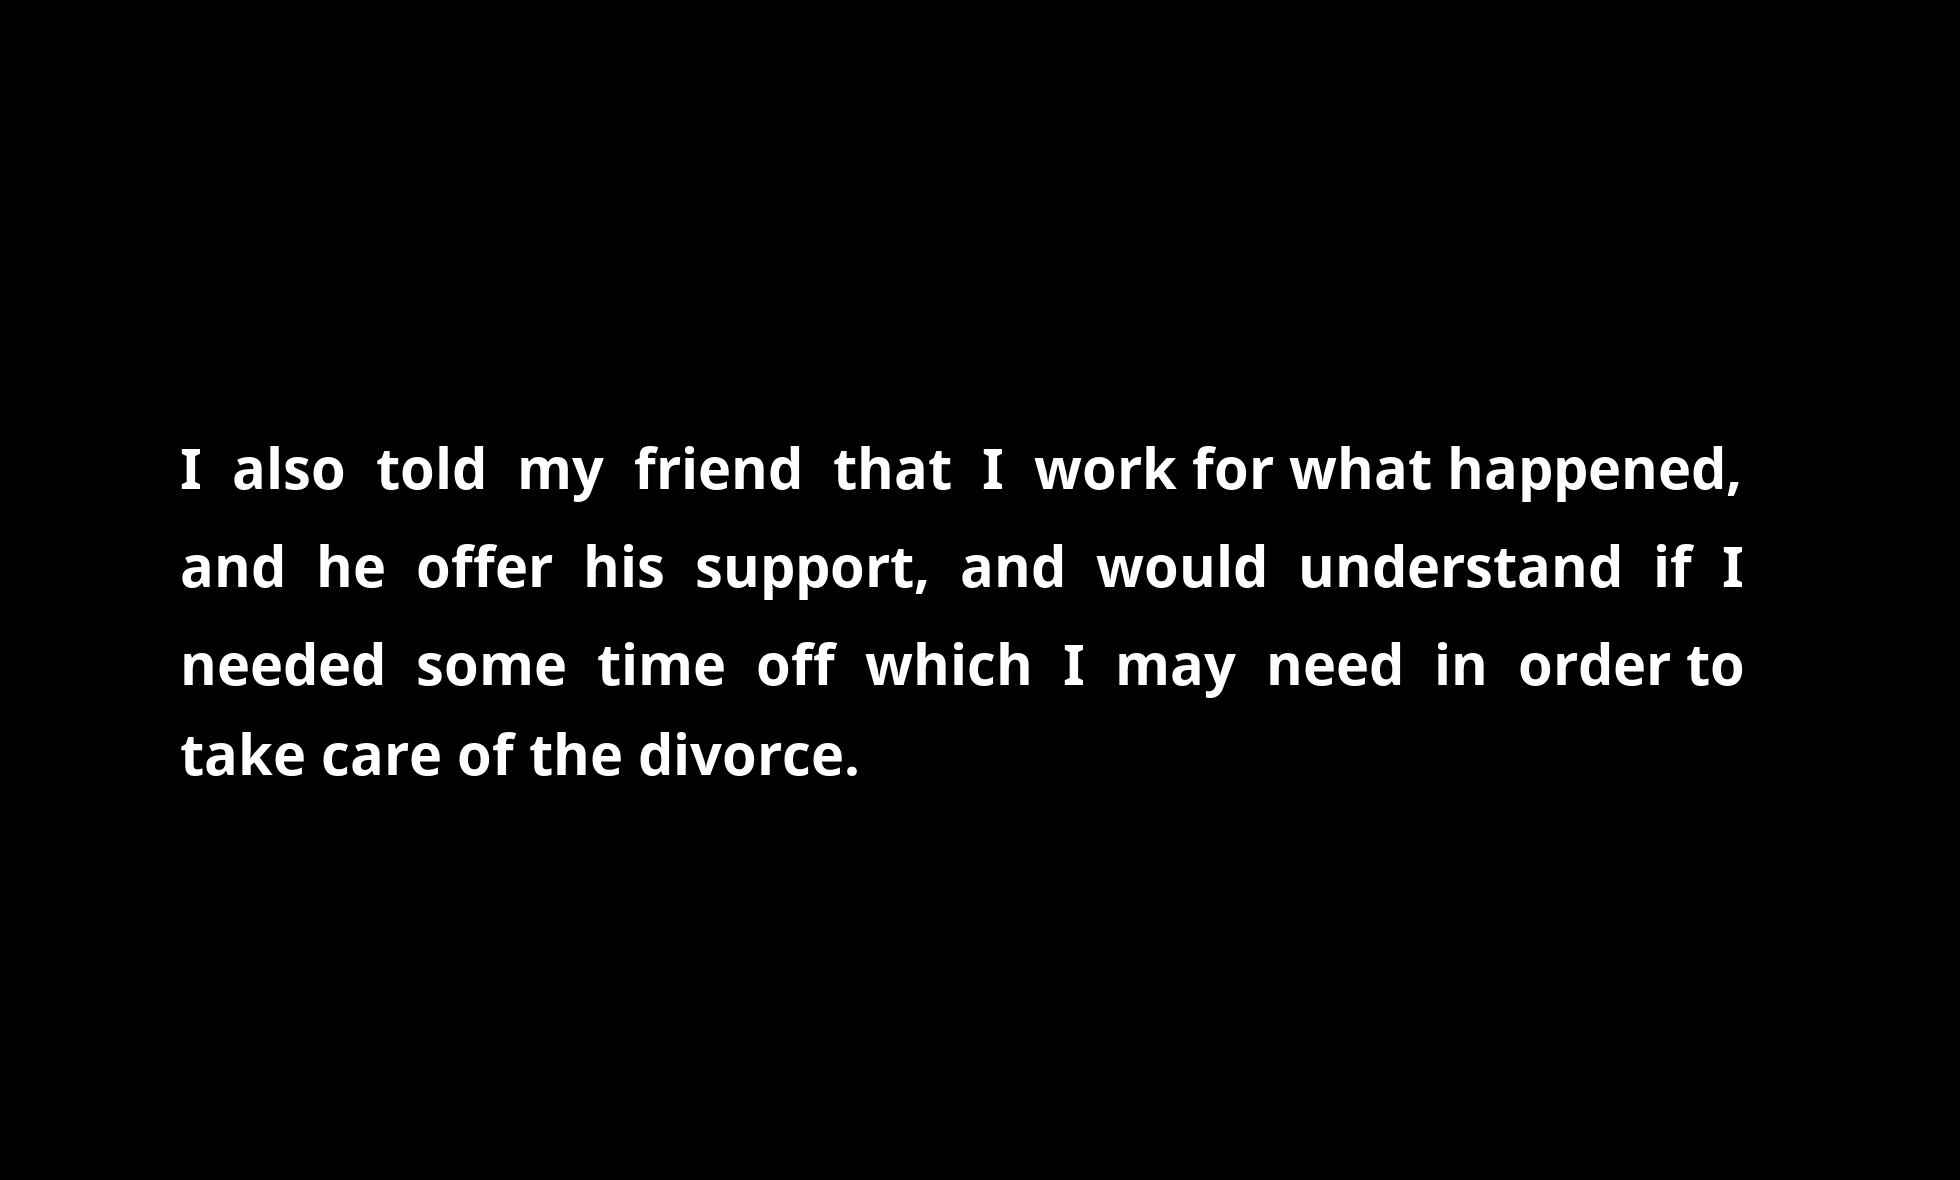 I also told my friend that I work for what happened,
and he offer his support, and would understand if I
needed some time off which I may need in order to
take care of the divorce.